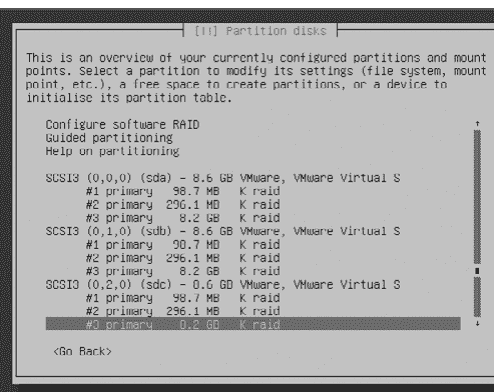 [!!] Partition disks
This is an overview of your currently configured partitions and mount
points. Select a partition to modify its settings (file system, mount
point, etc.), a free space to create partitions, or a device to
initialise its partition table.
Configure software RAID
Guided partitioning
Help on partitioning
SCSI3 (0,0,0) (sda) - 8.6 GB VMware, VMware Virtual S
#1 primary 98.7 MB K raid
#2 primary 296.1 MB K raid
#3 primary 8.2 GB K raid
SCSI3 (0,1,0) (sdb) - 8.6 GB VMware, VMware Virtual S
#1 primary 98.7 MB K raid
#2 primary 296.1 MB K raid
#3 primary 8.2 GB K raid
SCSI3 (0,2,0) (sdc) - 8.6 GB VMware, VMware Virtual S
#1 primary 98.7 MB K raid
#2 primary 296.1 MB K raid
#3 primary 8.2 GB K raid
<Go Back>